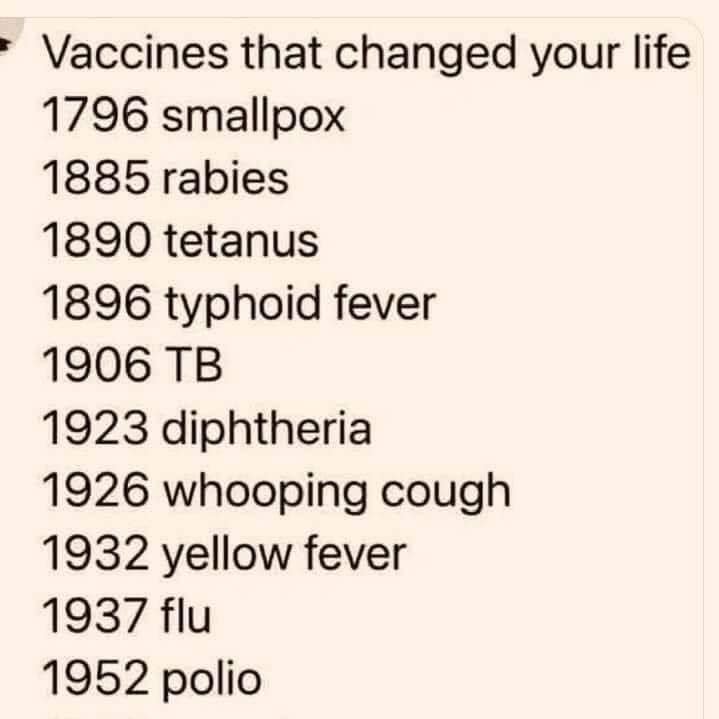 Vaccines that changed your life
1796 smallpox
1885 rabies
1890 tetanus
1896 typhoid fever
1906 TB
1923 diphtheria
1926 whooping cough
1932 yellow fever
1937 flu
1952 polio